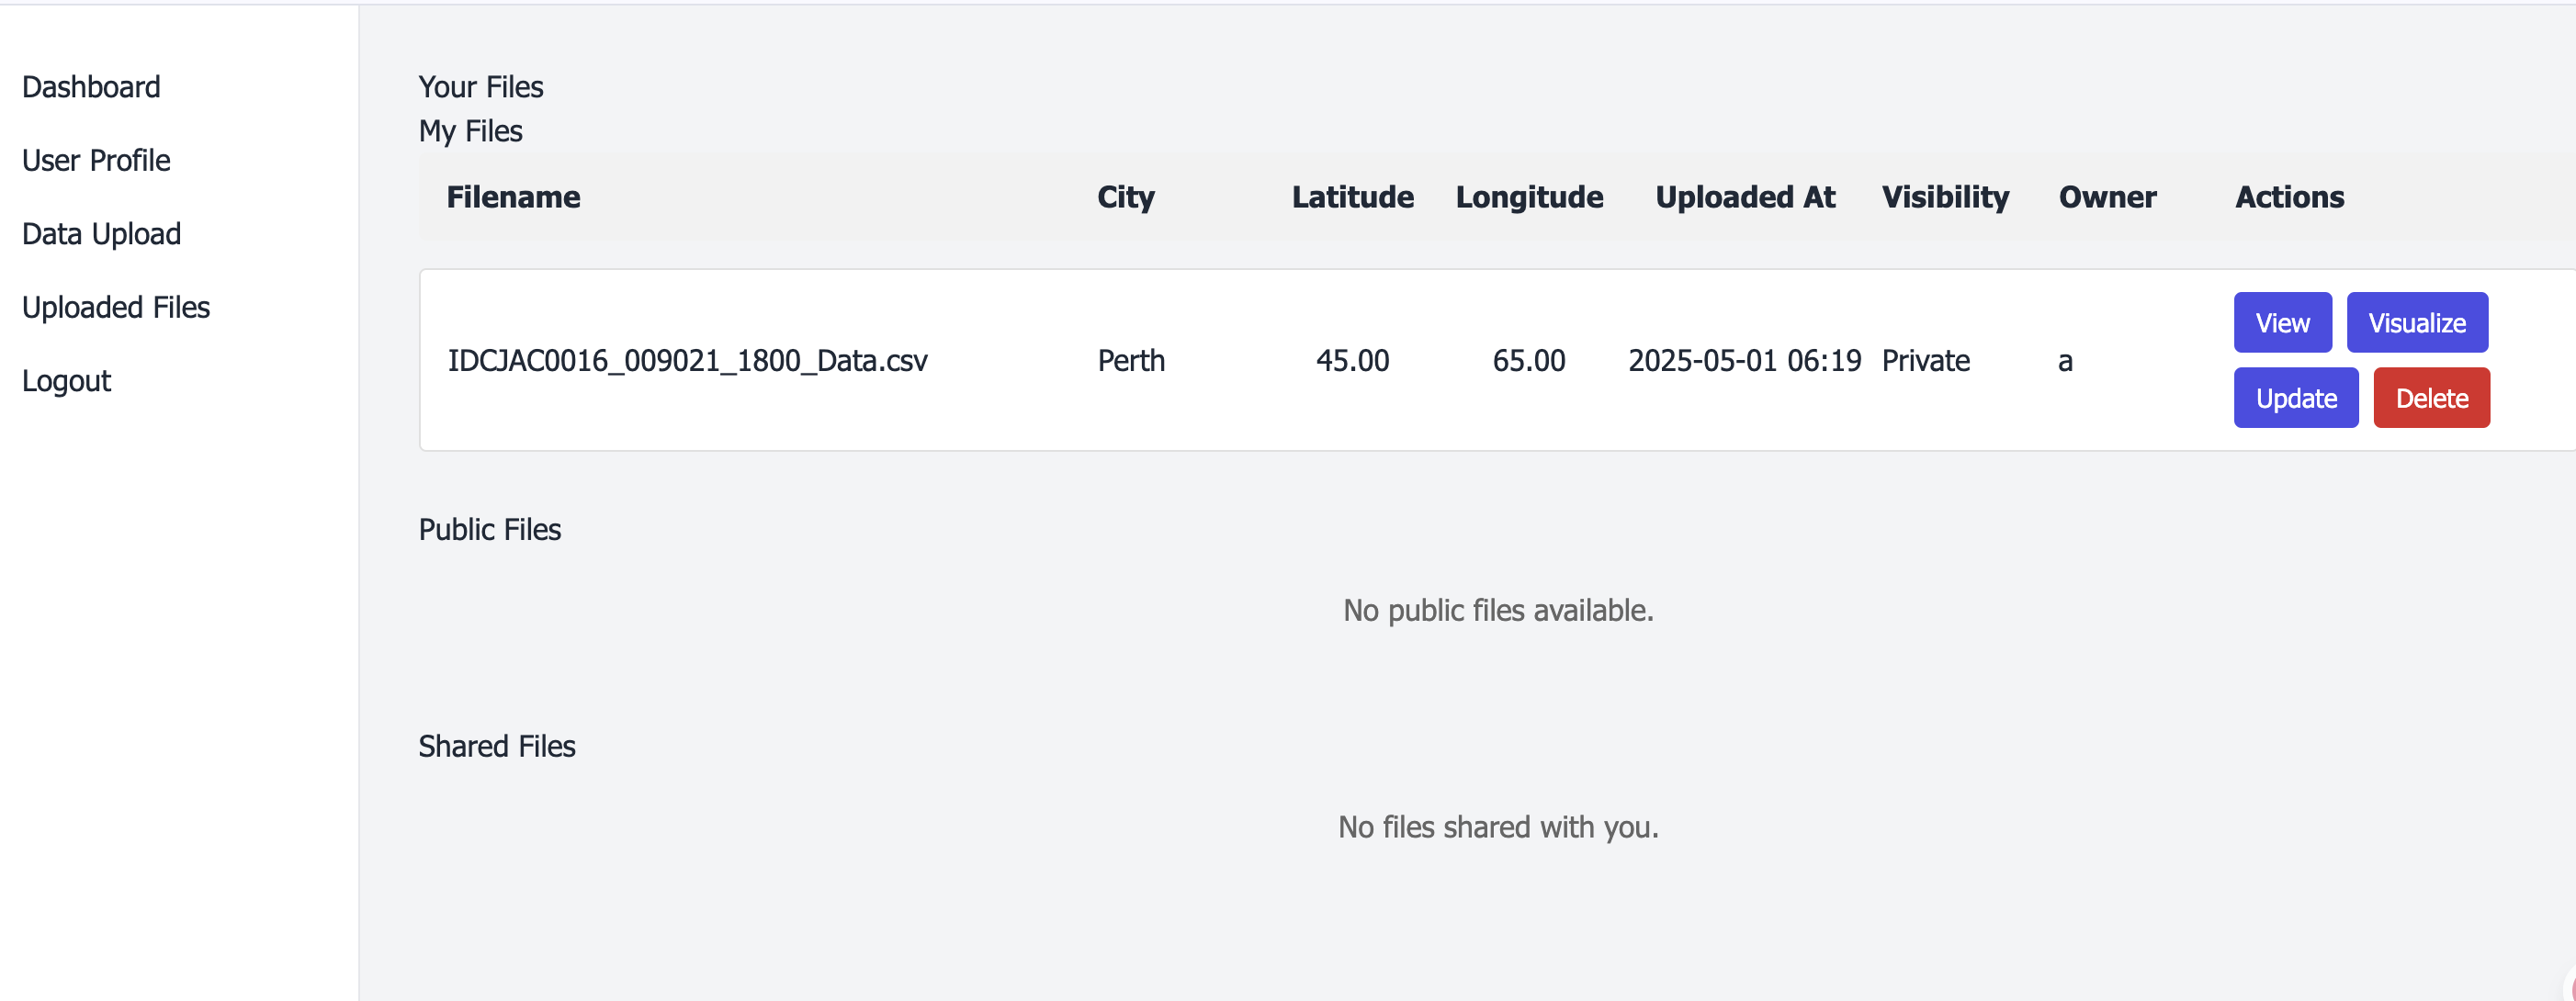 Dashboard
User Profile
Data Upload
Uploaded Files
Logout
Your Files
My Files
Filename City Latitude Longitude Uploaded At Visibility Owner Actions
IDCJAC0016_009021_1800_Data.csv Perth 45.00 65.00 2025-05-01 06:19 Private a
View Visualize
Update Delete
Public Files
No public files available.
Shared Files
No files shared with you.